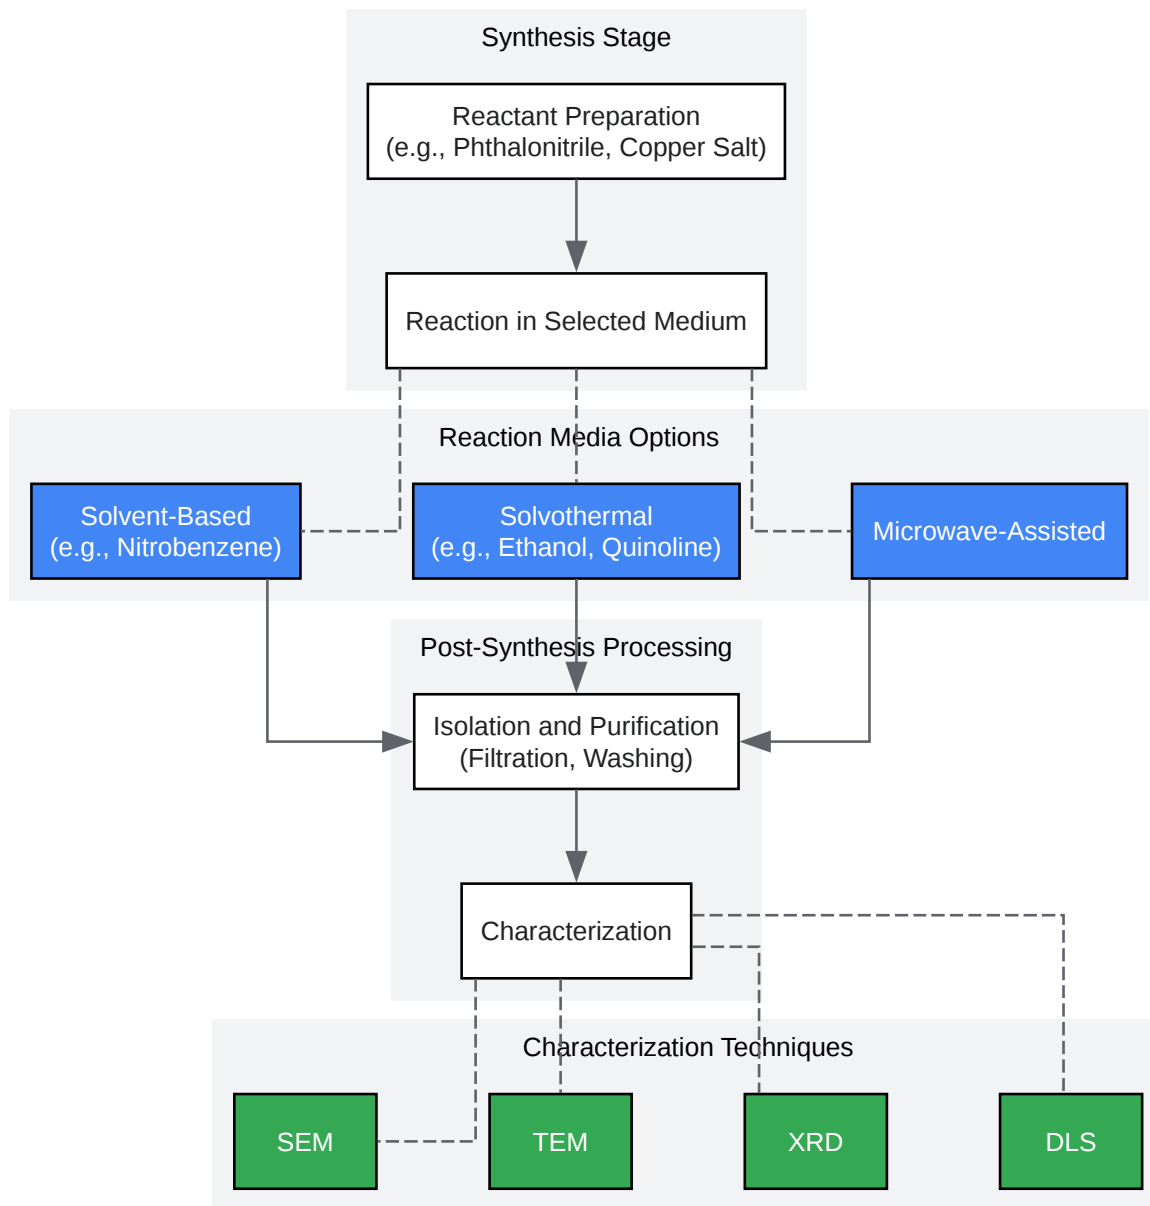 Synthesis Stage
Reactant Preparation
(e.g., Phthalonitrile, Copper Salt)
Reaction in Selected Medium
Reaction Media Options
Solvent-Based
(e.g., Nitrobenzene)
Solvothermal
(e.g., Ethanol, Quinoline)
Microwave-Assisted
Post-Synthesis Processing
Isolation and Purification
(Filtration, Washing)
Characterization
Characterization Techniques
SEM
TEM
XRD
DLS